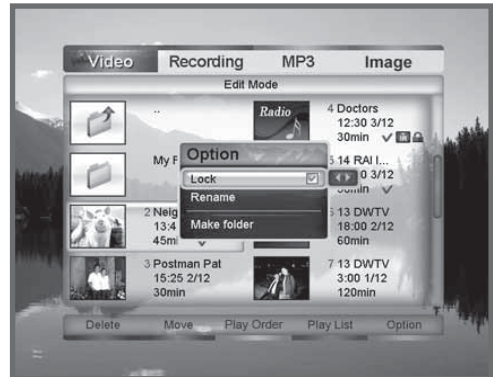 Video Recording MP3 Image
Edit Mode
..
My F
2 Neig
13:4
45m
3 Postman Pat
15:25 2/12
30min
Radio
4 Doctors
12:30 3/12
30min
5 14 RAI I...
0 3/12
6 13 DWTV
18:00 2/12
60min
7 13 DWTV
3:00 1/12
120min
Option
Lock
Rename
Make folder
Delete Move Play Order Play List Option